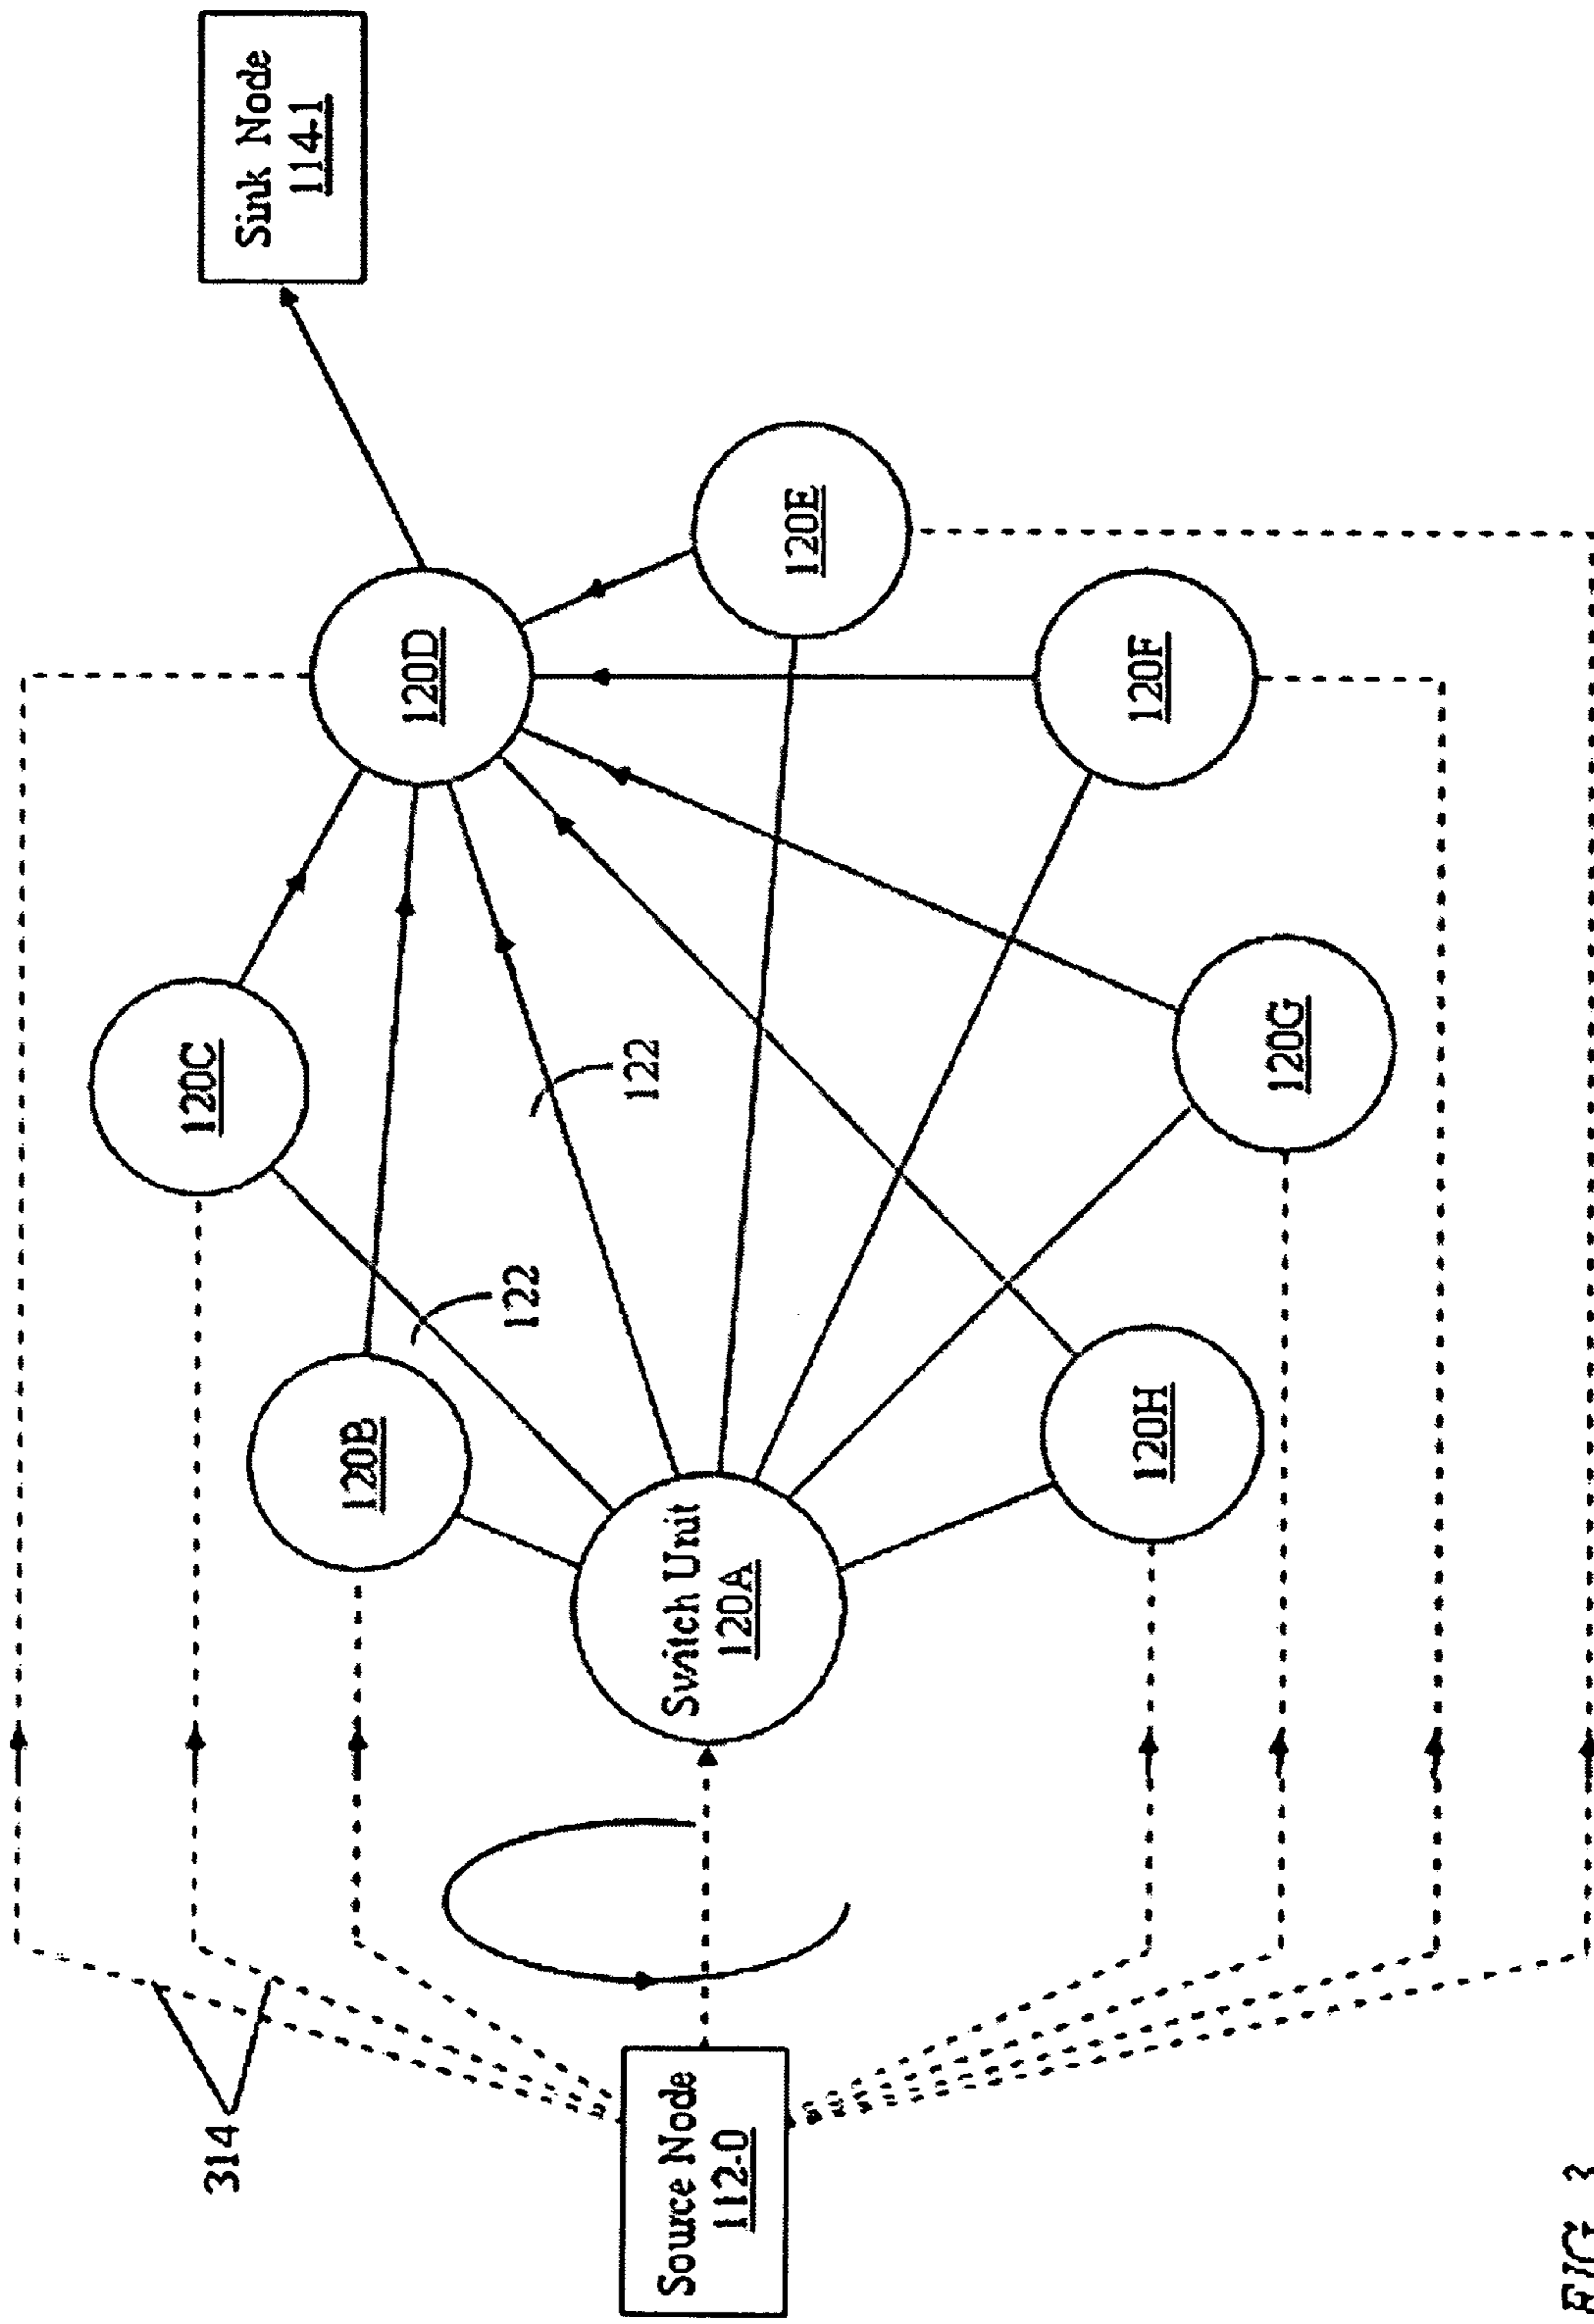 Sink Node
114-1
120D
120E
120C
120F
122
120G
122
120B
120H
Switch Unit
120A
314
Source Node
112-0
FIG. 3